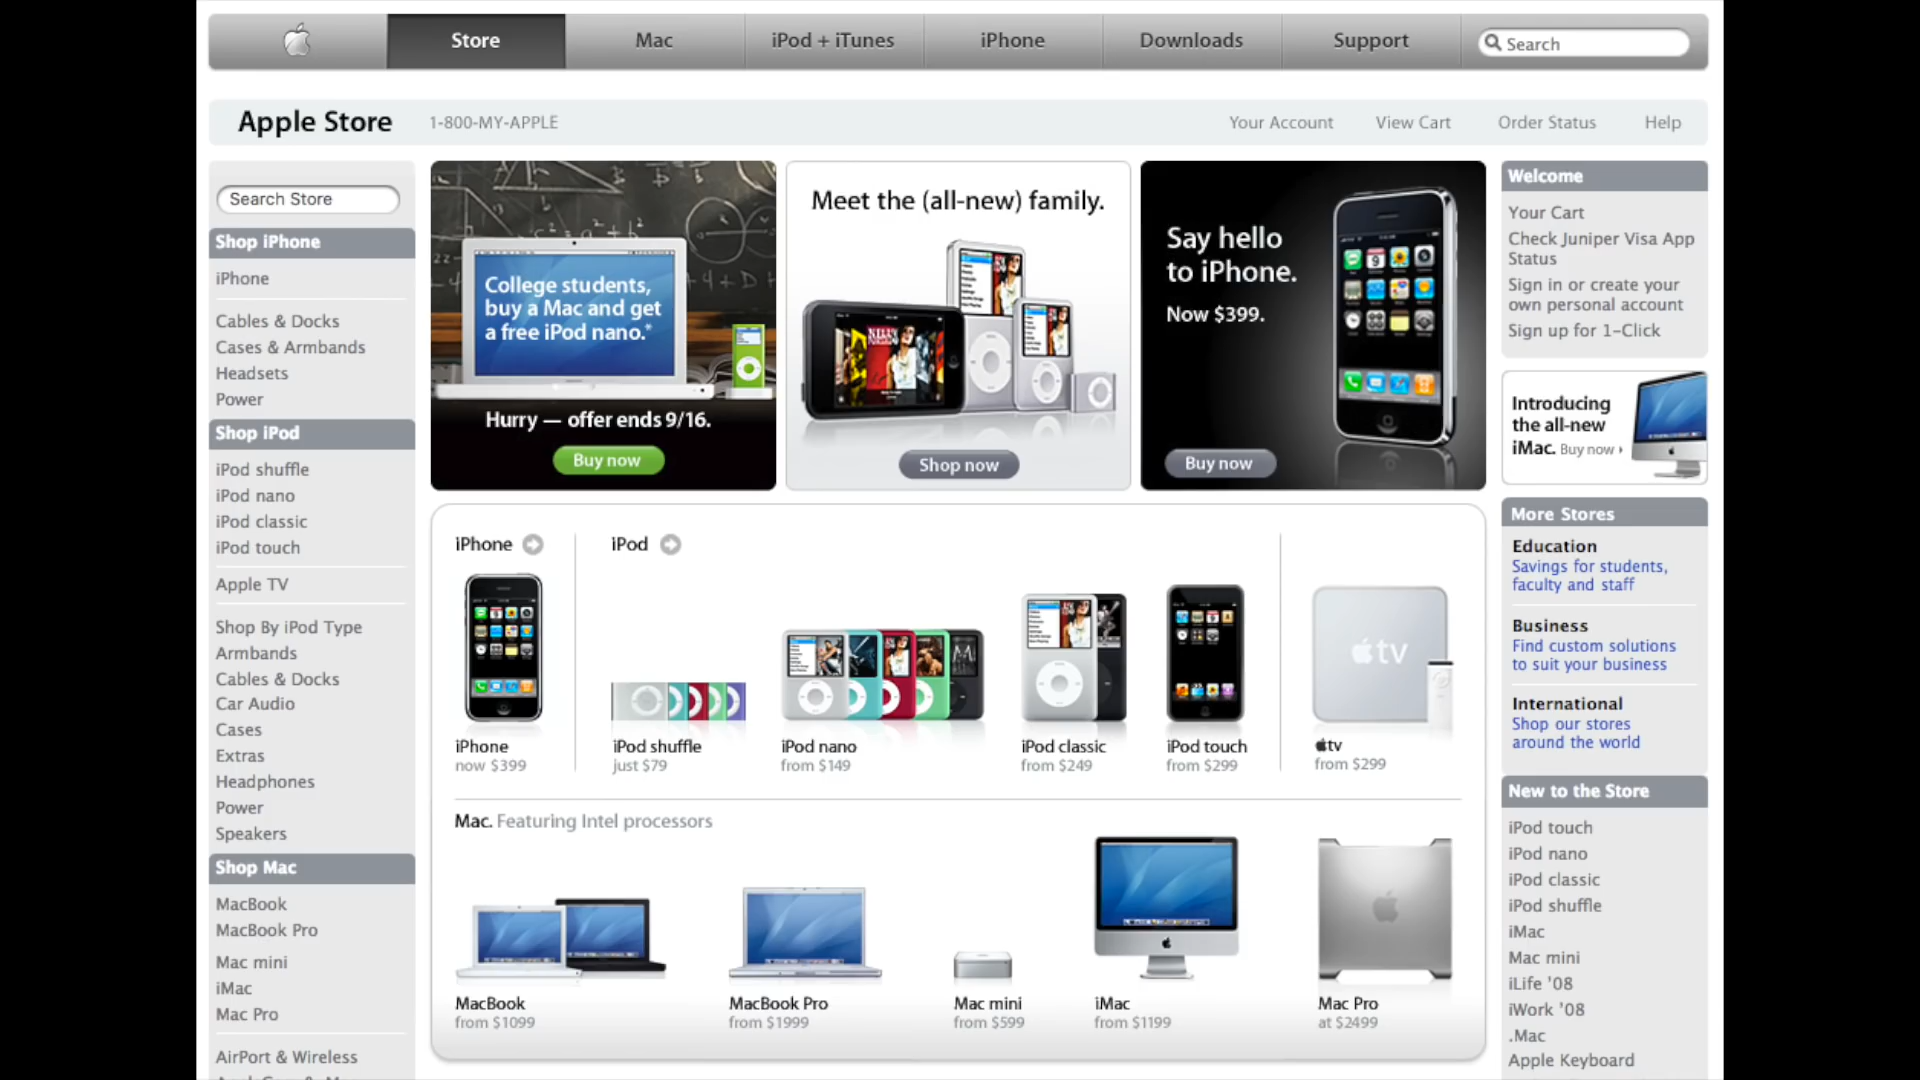 Store
Mac
iPod + iTunes
iPhone
Downloads
Support
Search
Apple Store
1-800-MY-APPLE
Your Account
View Cart
Order Status
Help
Search Store
Shop iPhone
iPhone
Cables & Docks
Cases & Armbands
Headsets
Power
Shop iPod
iPod shuffle
iPod nano
iPod classic
iPod touch
Apple TV
Shop By iPod Type
Armbands
Cables & Docks
Car Audio
Cases
Extras
Headphones
Power
Speakers
Shop Mac
MacBook
MacBook Pro
Mac mini
iMac
Mac Pro
AirPort & Wireless
College students,
buy a Mac and get
a free iPod nano.*
Hurry — offer ends 9/16.
Buy now
Meet the (all-new) family.
Shop now
Say hello
to iPhone.
Now $399.
Buy now
iPhone
iPod
iPhone
now $399
iPod shuffle
just $79
iPod nano
from $149
iPod classic
from $249
iPod touch
from $299
tv
tv
from $299
Mac. Featuring Intel processors
MacBook
from $1099
MacBook Pro
from $1999
Mac mini
from $599
iMac
from $1199
Mac Pro
at $2499
Welcome
Your Cart
Check Juniper Visa App
Status
Sign in or create your
own personal account
Sign up for 1-Click
Introducing
the all-new
iMac. Buy now
More Stores
Education
Savings for students,
faculty and staff
Business
Find custom solutions
to suit your business
International
Shop our stores
around the world
New to the Store
iPod touch
iPod nano
iPod classic
iPod shuffle
iMac
Mac mini
iLife '08
iWork '08
.Mac
Apple Keyboard